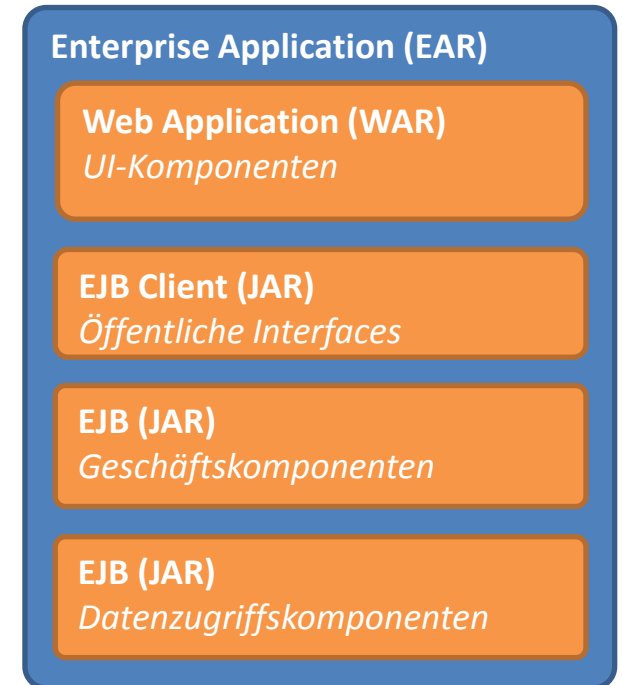 Enterprise Application (EAR)
Web Application (WAR)
UI-Komponenten
EJB Client (JAR)
Öffentliche Interfaces
EJB (JAR)
Geschäftskomponenten
EJB (JAR)
Datenzugriffskomponenten